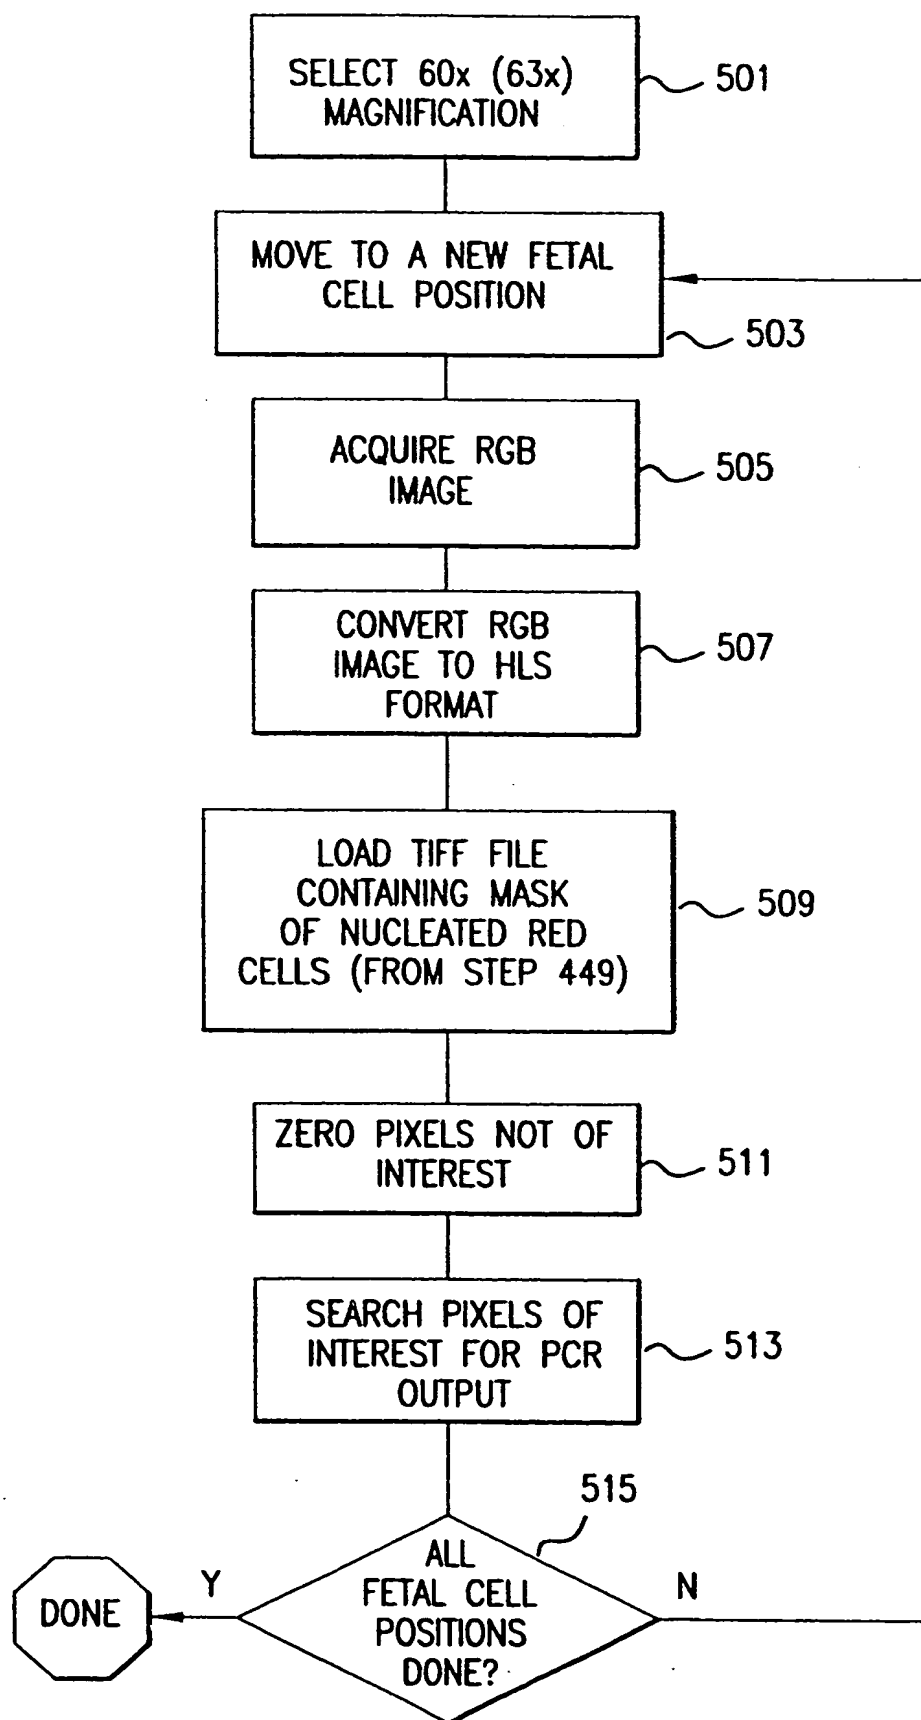 SELECT 60x (63x)
MAGNIFICATION
501
MOVE TO A NEW FETAL
CELL POSITION
503
ACQUIRE RGB
IMAGE
505
CONVERT RGB
IMAGE TO HLS
FORMAT
507
LOAD TIFF FILE
CONTAINING MASK
OF NUCLEATED RED
CELLS (FROM STEP 449)
509
ZERO PIXELS NOT OF
INTEREST
511
SEARCH PIXELS OF
INTEREST FOR PCR
OUTPUT
513
515
ALL
FETAL CELL
POSITIONS
DONE?
Y
N
DONE